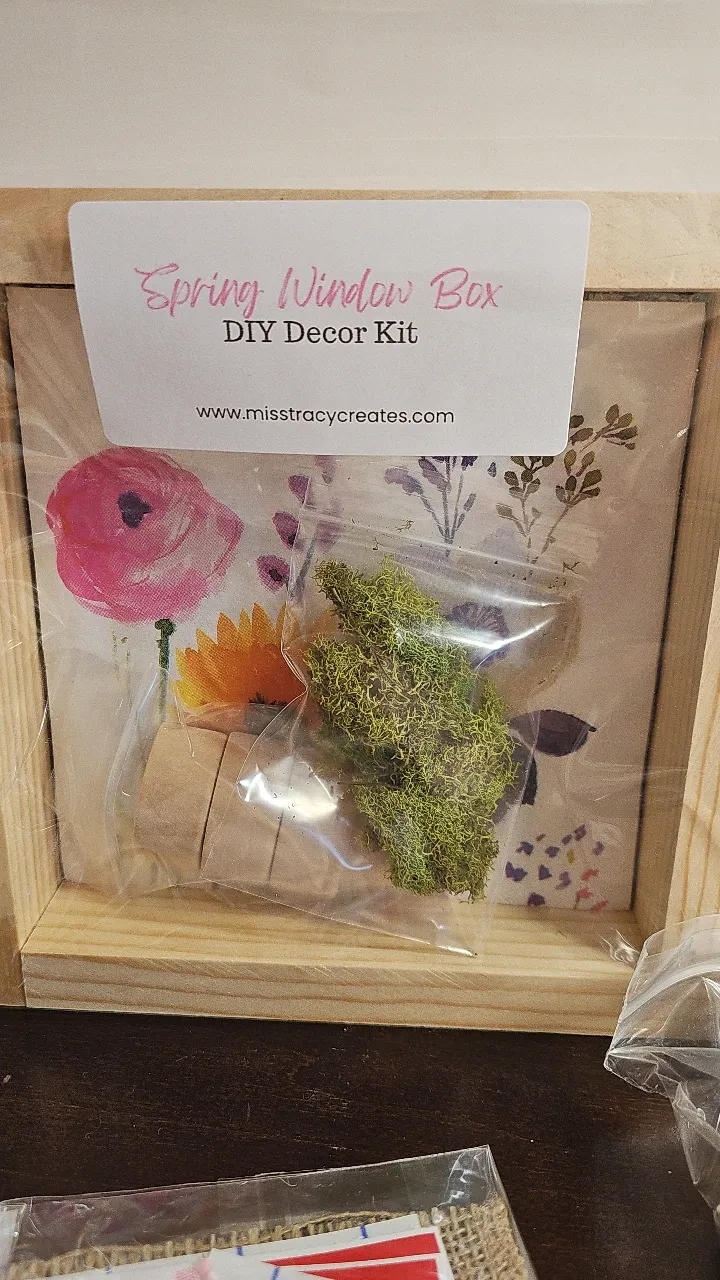 Spring Window Box
DIY Decor Kit
www.misstracycreates.com